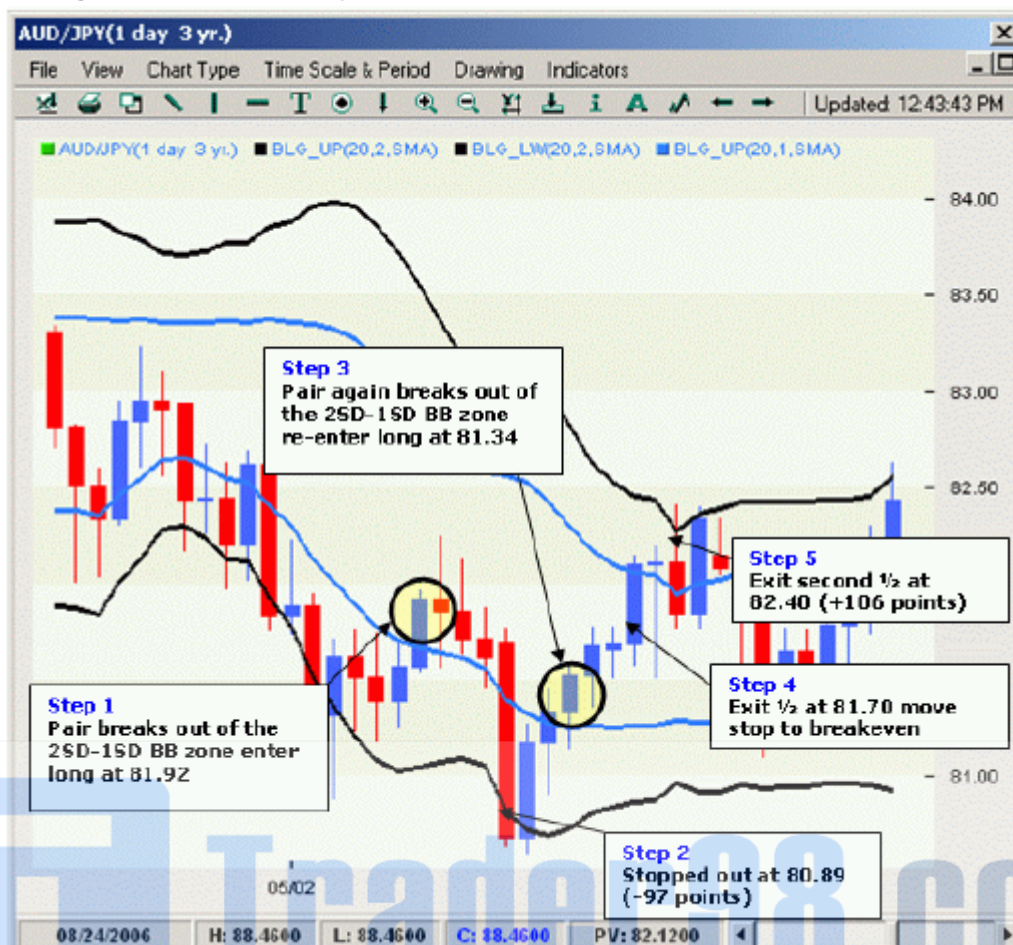 AUD/JPY(1 day 3 yr.)
File View Chart Type Time Scale & Period Drawing Indicators
Updated: 12:43:43 PM
AUD/JPY(1 day 3 yr.) BLG_UP(20,2,SMA) BLG_LW(20,2,SMA) BLG_UP(20,1,SMA)
84.00
83.50
83.00
82.50
Step 3
Pair again breaks out of
the 2SD-1SD BB zone
re-enter long at 81.34
Step 5
Exit second ½ at
82.40 (+106 points)
Step 1
Pair breaks out of the
2SD-1SD BB zone enter
long at 81.92
Step 4
Exit ½ at 81.70 move
stop to breakeven
81.00
Step 2
Stopped out at 80.89
(-97 points)
05/02
08/24/2006 H: 88.4600 L: 88.4600 C: 88.4600 PV: 82.1200